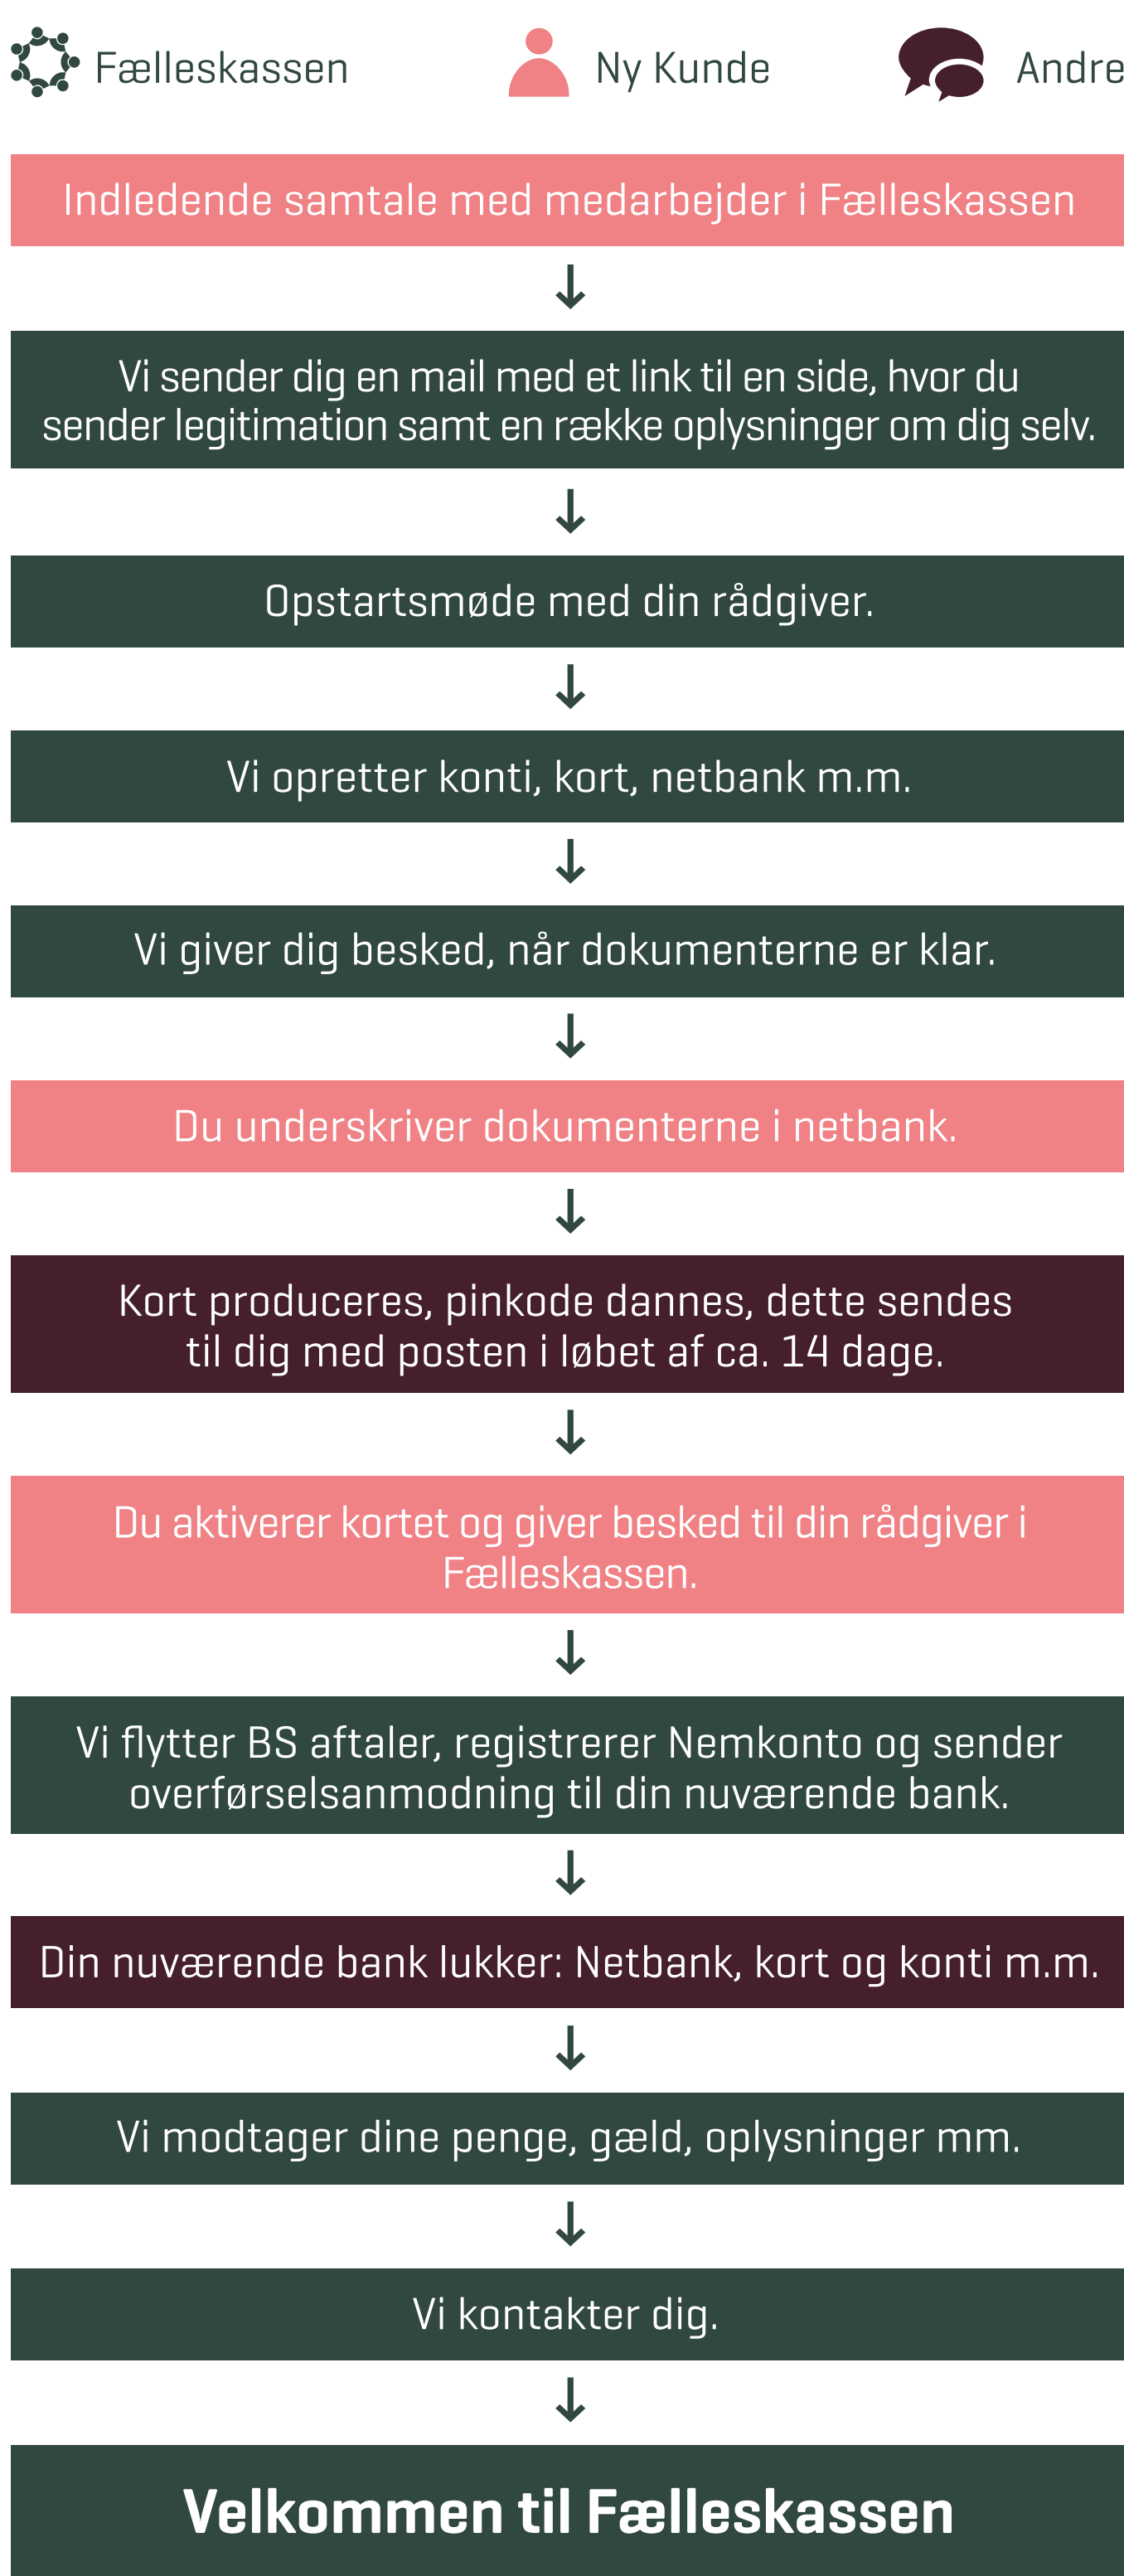 Fælleskassen
Ny Kunde
Andre
Indledende samtale med medarbejder i Fælleskassen
Vi sender dig en mail med et link til en side, hvor du
sender legitimation samt en række oplysninger om dig selv.
Opstartsmøde med din rådgiver.
Vi opretter konti, kort, netbank m.m.
Vi giver dig besked, når dokumenterne er klar.
Du underskriver dokumenterne i netbank.
Kort produceres, pinkode dannes, dette sendes
til dig med posten i løbet af ca. 14 dage.
Du aktiverer kortet og giver besked til din rådgiver i
Fælleskassen.
Vi flytter BS aftaler, registrerer Nemkonto og sender
overførselsanmodning til din nuværende bank.
Din nuværende bank lukker: Netbank, kort og konti m.m.
Vi modtager dine penge, gæld, oplysninger mm.
Vi kontakter dig.
Velkommen til Fælleskassen